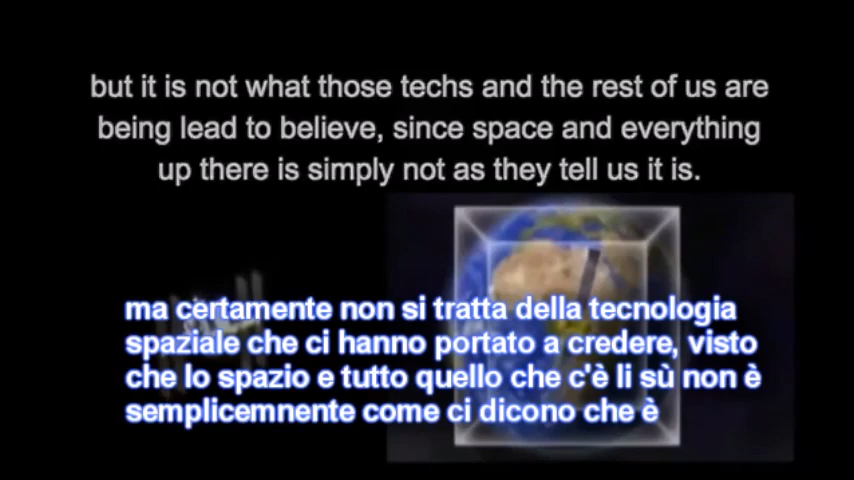 but it is not what those techs and the rest of us are
being lead to believe, since space and everything
up there is simply not as they tell us it is.
ma certamente non si tratta della tecnologia
spaziale che ci hanno portato a credere, visto
che lo spazio e tutto quello che c'è li sù non è
semplicemnente come ci dicono che è